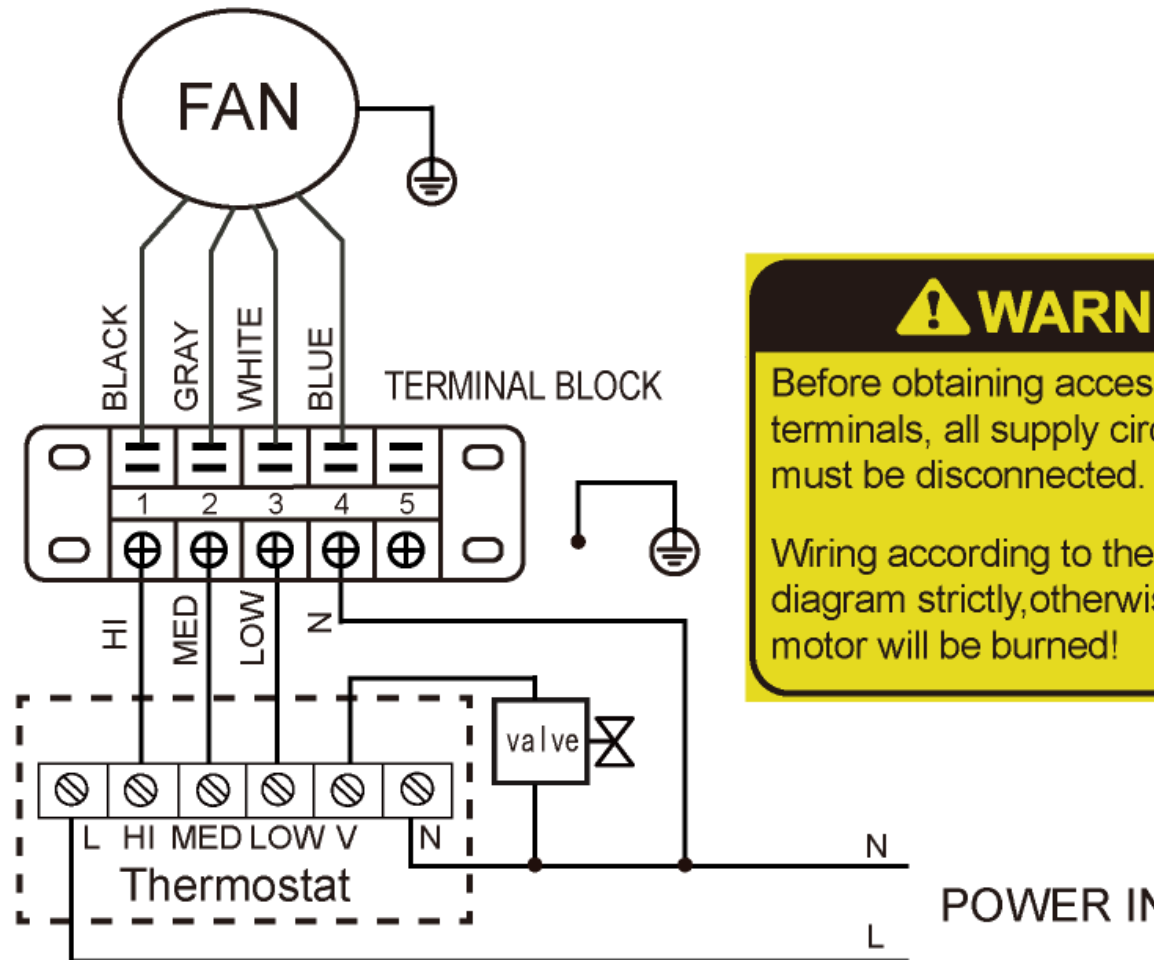 FAN
BLACK
GRAY
WHITE
BLUE
TERMINAL BLOCK
1 2 3 4 5
HI
MED
LOW
N
valve
L HI MED LOW V N
Thermostat
N
L
POWER IN
WARN
Before obtaining acces
terminals, all supply circ
must be disconnected.
Wiring according to the
diagram strictly,otherwis
motor will be burned!